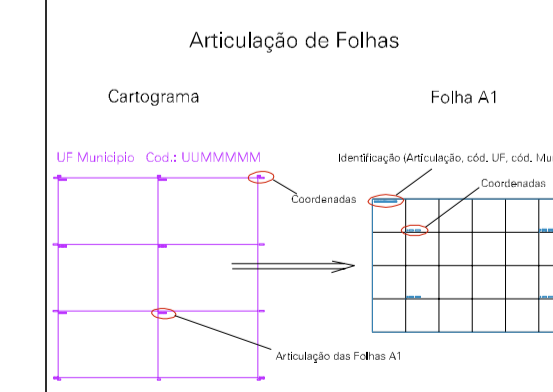 Articulação de Folhas
Cartograma
Folha A1
UF Municipio Cod.: UUMMMMM
Identificação (Articulação, cód. UF, cód. Mu
Coordenadas
Coordenadas
Articulação das Folhas A1